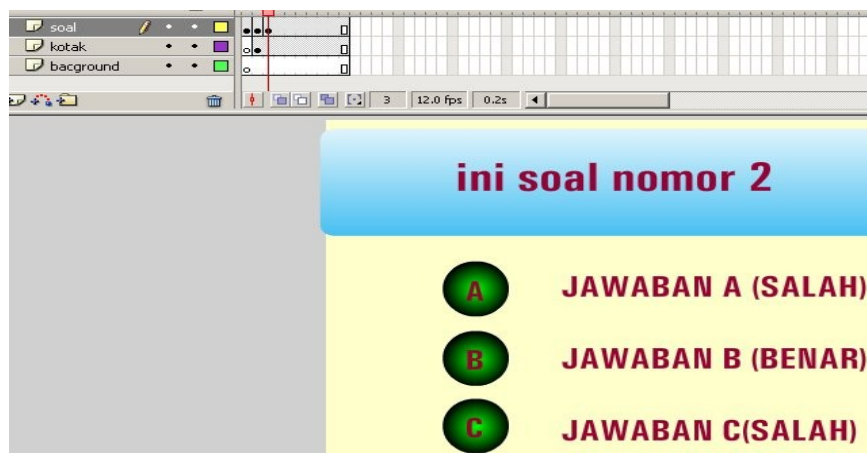 soal
kotak
bacground
3 12.0 fps 0.2s
ini soal nomor 2
A JAWABAN A (SALAH)
B JAWABAN B (BENAR)
C JAWABAN C(SALAH)